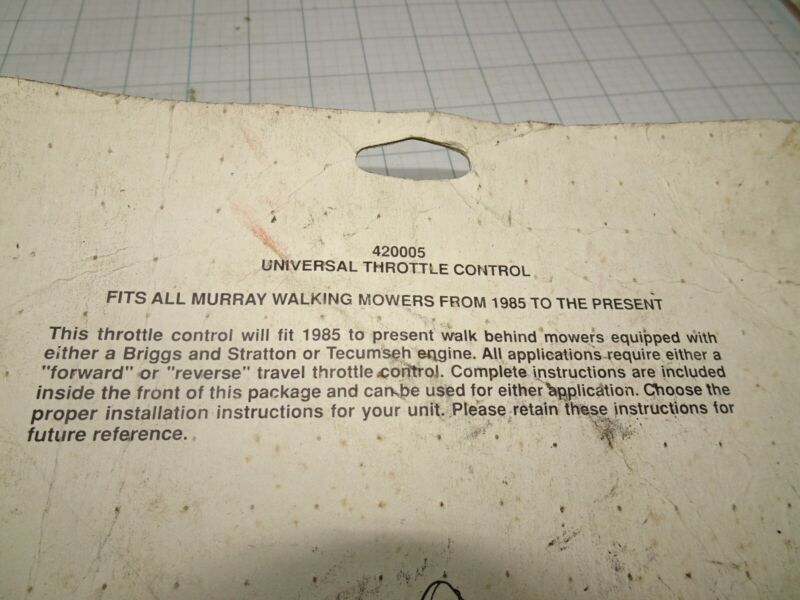 420005
UNIVERSAL THROTTLE CONTROL
FITS ALL MURRAY WALKING MOWERS FROM 1985 TO THE PRESENT
This throttle control will fit 1985 to present walk behind mowers equipped with
either a Briggs and Stratton or Tecumseh engine. All applications require either a
"forward" or "reverse" travel throttle control. Complete instructions are included
inside the front of this package and can be used for either application. Choose the
proper installation instructions for your unit. Please retain these instructions for
future reference.